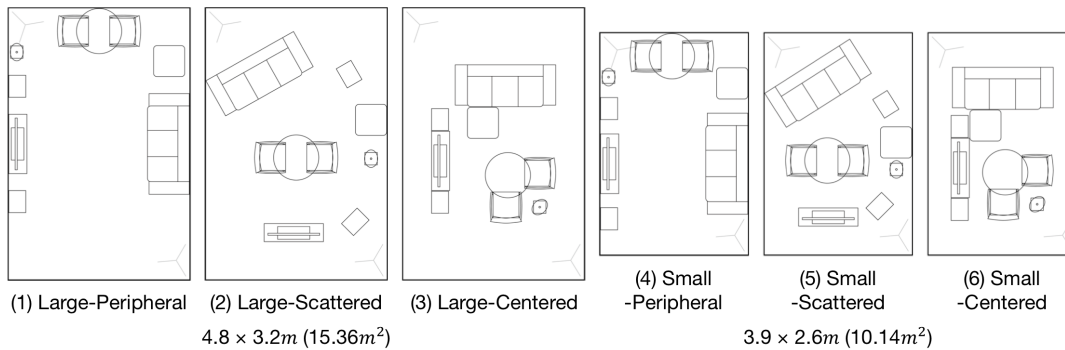 (1) Large-Peripheral
(2) Large-Scattered
(3) Large-Centered
(4) Small
-Peripheral
(5) Small
-Scattered
(6) Small
-Centered
4.8 × 3.2m (15.36m²)
3.9 × 2.6m (10.14m²)